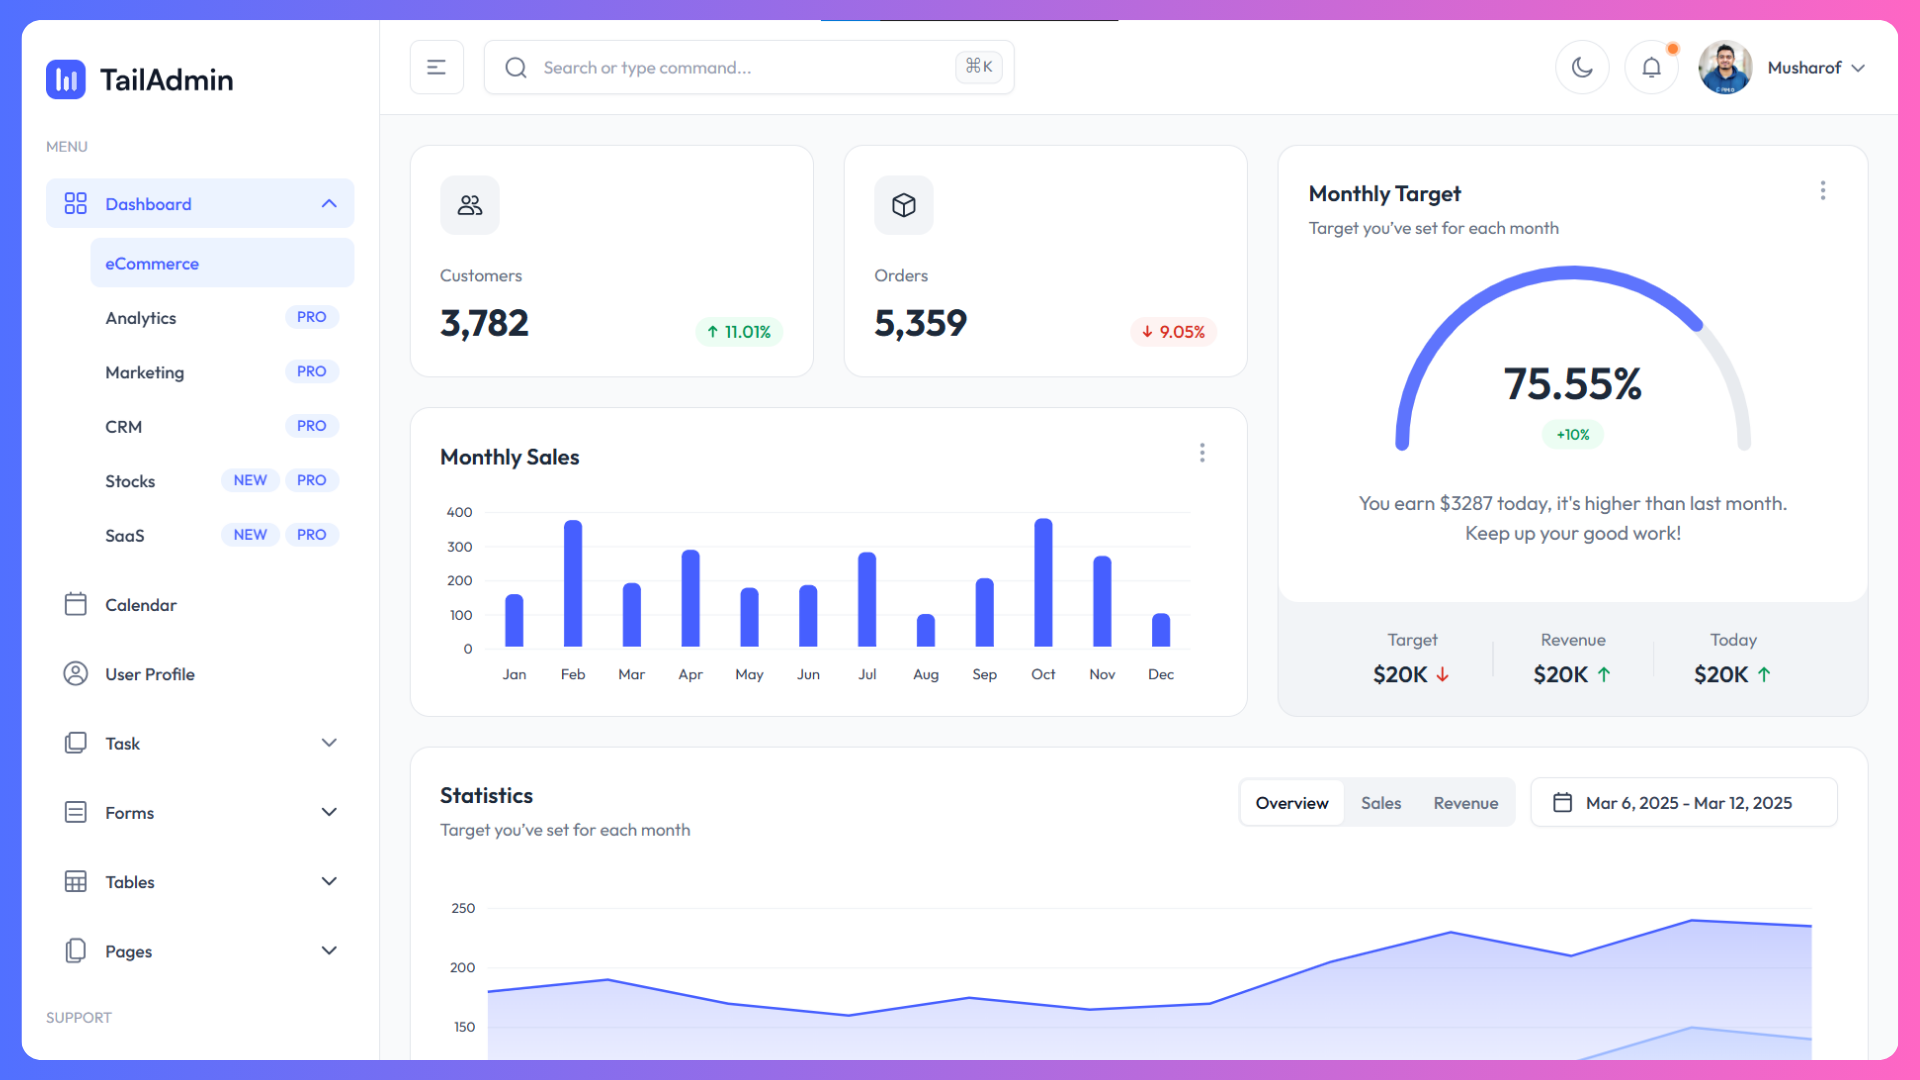 TailAdmin
MENU
Dashboard
eCommerce
Analytics PRO
Marketing PRO
CRM PRO
Stocks NEW PRO
SaaS NEW PRO
Calendar
User Profile
Task
Forms
Tables
Pages
SUPPORT
Search or type command...
⌘K
Musharof
Customers
3,782
↑ 11.01%
Orders
5,359
↓ 9.05%
Monthly Target
Target you’ve set for each month
75.55%
+10%
You earn $3287 today, it's higher than last month.
Keep up your good work!
Target
$20K ↓
Revenue
$20K ↑
Today
$20K ↑
Monthly Sales
400
300
200
100
0
Jan Feb Mar Apr May Jun Jul Aug Sep Oct Nov Dec
Statistics
Target you’ve set for each month
Overview Sales Revenue
Mar 6, 2025 - Mar 12, 2025
250
200
150